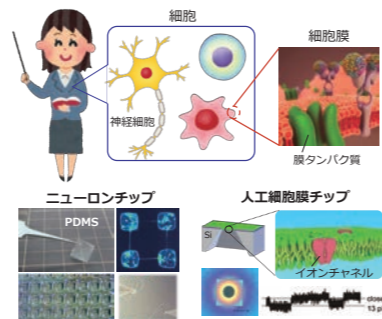 細胞
細胞膜
神経細胞
膜タンパク質
ニューロンチップ
人工細胞膜チップ
PDMS
Si
イオンチャネル
close
13 p